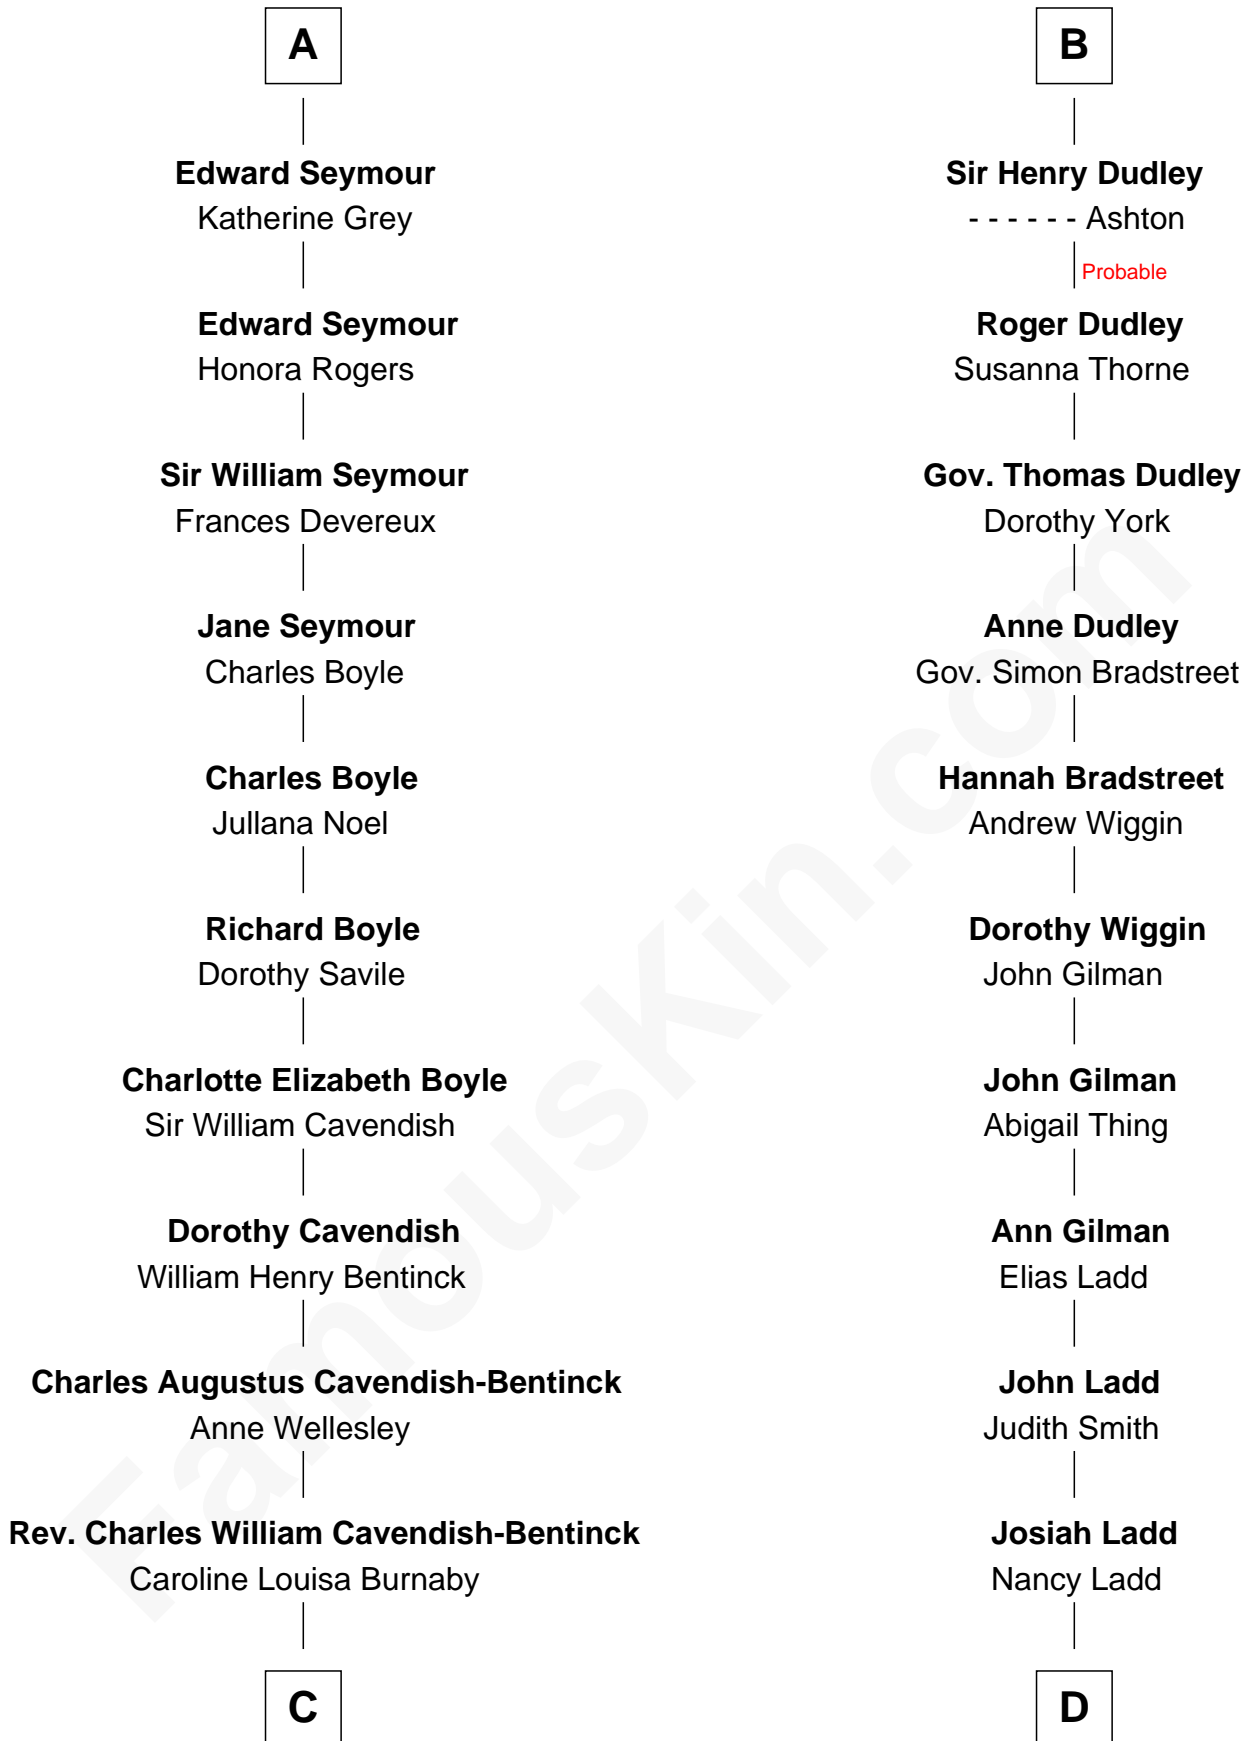 A
Edward Seymour
Katherine Grey
Edward Seymour
Honora Rogers
Sir William Seymour
Frances Devereux
Jane Seymour
Charles Boyle
Charles Boyle
Jullana Noel
Richard Boyle
Dorothy Savile
Charlotte Elizabeth Boyle
Sir William Cavendish
Dorothy Cavendish
William Henry Bentinck
Charles Augustus Cavendish-Bentinck
Anne Wellesley
Rev. Charles William Cavendish-Bentinck
Caroline Louisa Burnaby
C
B
Sir Henry Dudley
- - - - - - Ashton
Probable
Roger Dudley
Susanna Thorne
Gov. Thomas Dudley
Dorothy York
Anne Dudley
Gov. Simon Bradstreet
Hannah Bradstreet
Andrew Wiggin
Dorothy Wiggin
John Gilman
John Gilman
Abigail Thing
Ann Gilman
Elias Ladd
John Ladd
Judith Smith
Josiah Ladd
Nancy Ladd
D
FamousKin.com